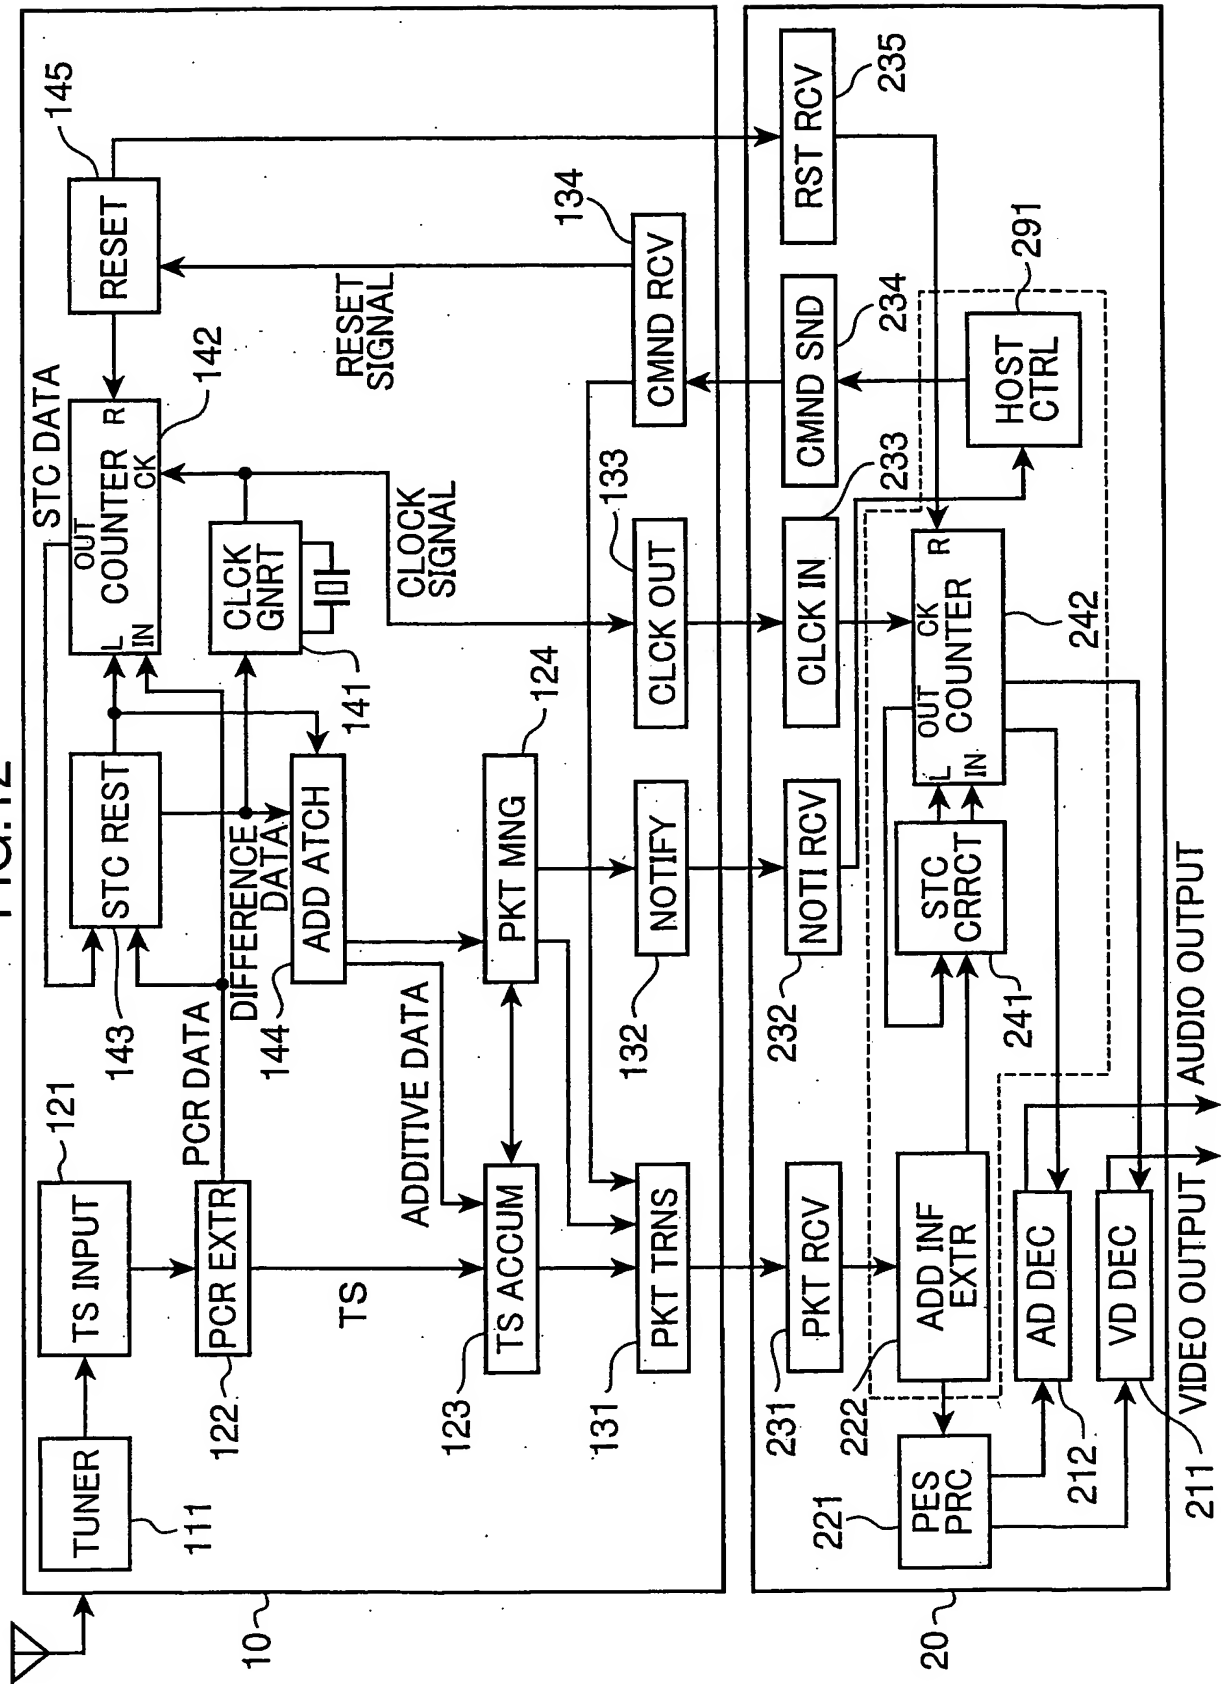 FIG.12
10
TUNER
111
TS INPUT
121
PCR EXTR
122
PCR DATA
TS
STC REST
143
STC DATA
OUT
COUNTER
R
L
IN
CK
142
RESET
145
CLCK
GNRT
141
DIFFERENCE
DATA
ADD ATCH
144
ADDITIVE DATA
CLOCK
SIGNAL
RESET
SIGNAL
TS ACCUM
123
PKT MNG
124
PKT TRNS
131
NOTIFY
132
CLCK OUT
133
CMND RCV
134
20
PKT RCV
231
NOTI RCV
232
CLCK IN
233
CMND SND
234
RST RCV
235
ADD INF
EXTR
222
STC
CRRCT
241
OUT
CK
R
L
COUNTER
IN
242
HOST
CTRL
291
PES
PRC
221
AD DEC
212
VD DEC
211
VIDEO OUTPUT
AUDIO OUTPUT